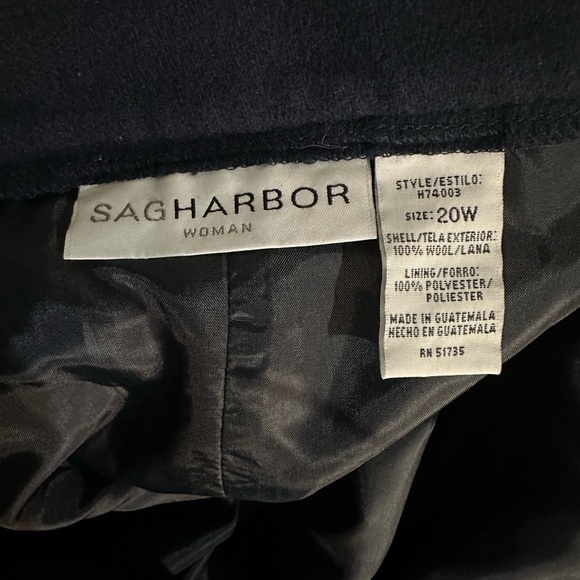 SAGHARBOR
WOMAN
STYLE/ESTILO:
H74003
SIZE: 20W
SHELL/TELA EXTERIOR:
100% WOOL/LANA
LINING/FORRO:
100% POLYESTER/
POLIESTER
MADE IN GUATEMALA
HECHO EN GUATEMALA
RN 51735